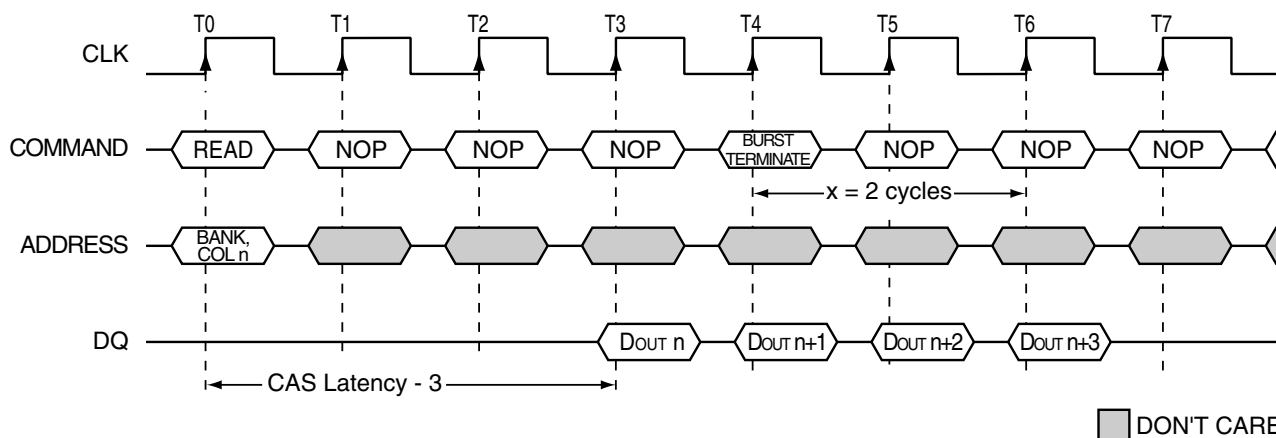 T0 T1 T2 T3 T4 T5 T6 T7
CLK
COMMAND READ NOP NOP NOP BURST TERMINATE NOP NOP NOP
x = 2 cycles
ADDRESS BANK, COL n
DQ DOUT n DOUT n+1 DOUT n+2 DOUT n+3
CAS Latency - 3
DON'T CARE